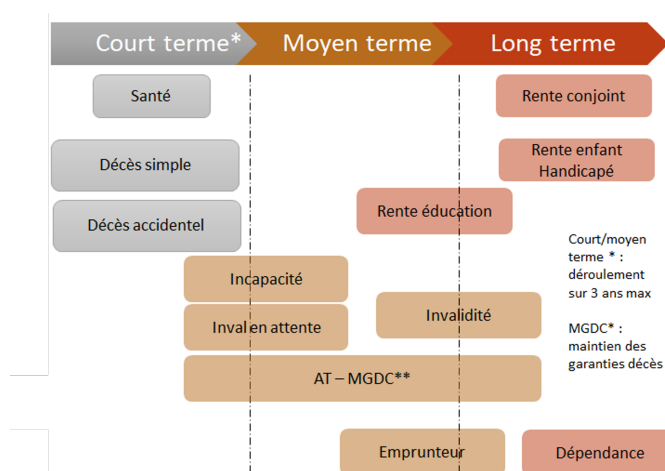 Court terme*
Moyen terme
Long terme
Santé
Rente conjoint
Décès simple
Rente enfant
Handicapé
Rente éducation
Décès accidentel
Court/moyen
terme * :
déroulement
sur 3 ans max
Incapacité
Inval en attente
Invalidité
MGDC* :
maintien des
garanties décès
AT – MGDC**
Emprunteur
Dépendance